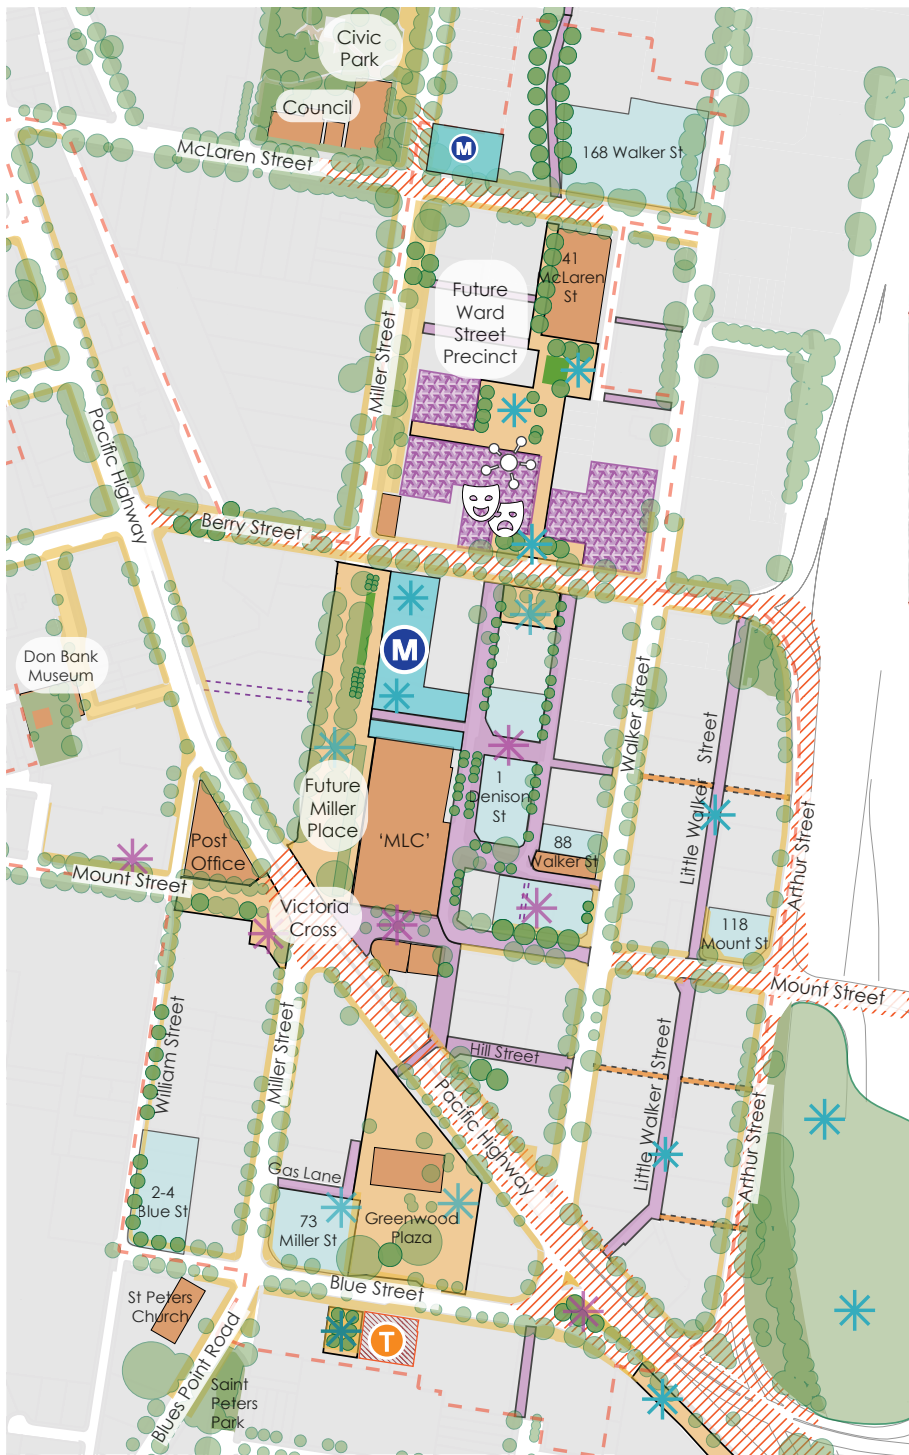 Civic
Park
Council
M
McLaren Street
168 Walker St
41
McLaren
St
Future
Ward
Street
Precinct
Miller Street
Pacific Highway
Berry Street
M
Don Bank
Museum
Walker Street
Little Walker Street
Future
Miller
Place
1
Denison
St
'MLC'
Post
Office
88
Walker St
Arthur Street
Mount Street
Victoria
Cross
118
Mount St
Mount Street
William Street
Miller Street
Hill Street
Little Walker Street
Pacific Highway
Arthur Street
Gas Lane
2-4
Blue St
73
Miller St
Greenwood
Plaza
Blue Street
St Peters
Church
T
Blues Point Road
Saint
Peters
Park